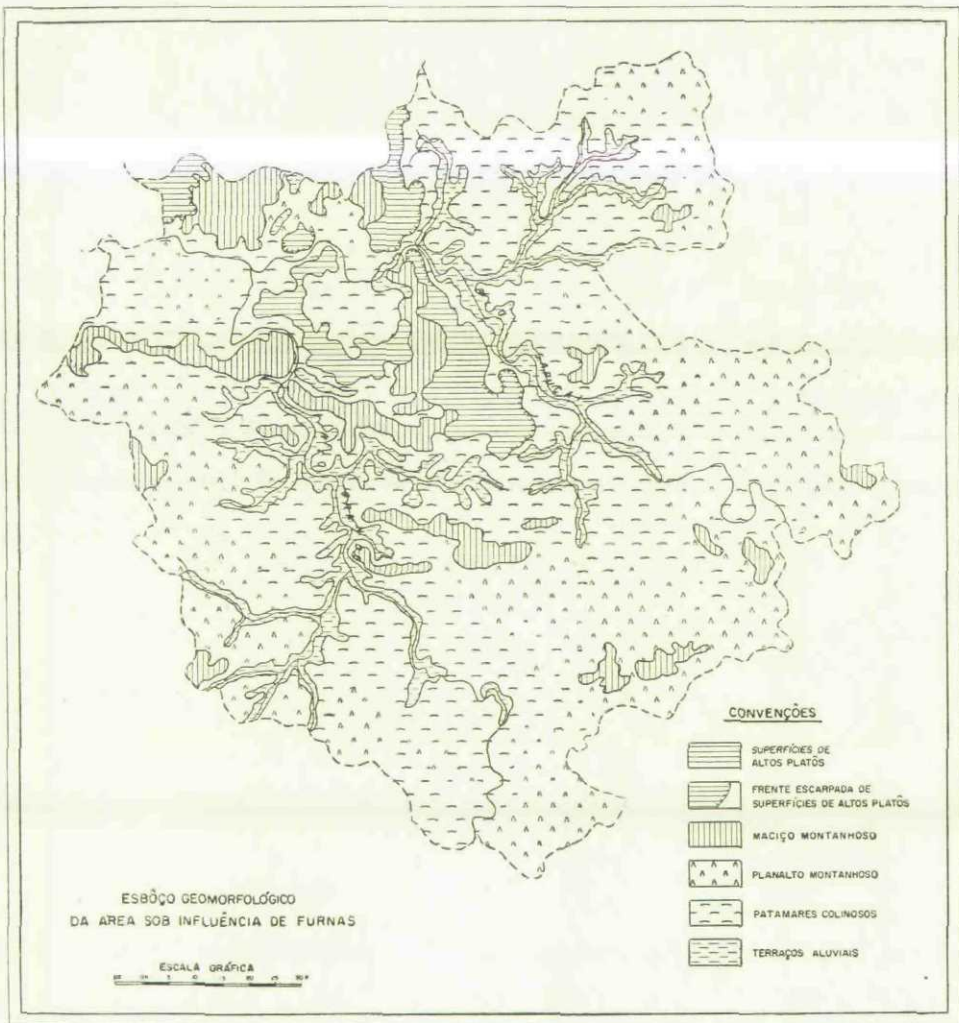 CONVENÇÕES
SUPERFÍCIES DE
ALTOS PLATÔS
FRENTE ESCARPADA DE
SUPERFÍCIES DE ALTOS PLATÔS
MACIÇO MONTANHOSO
PLANALTO MONTANHOSO
PATAMARES COLINOSOS
TERRAÇOS ALUVIAIS
ESBÔÇO GEOMORFOLÓGICO
DA AREA SOB INFLUÊNCIA DE FURNAS
ESCALA GRÁFICA